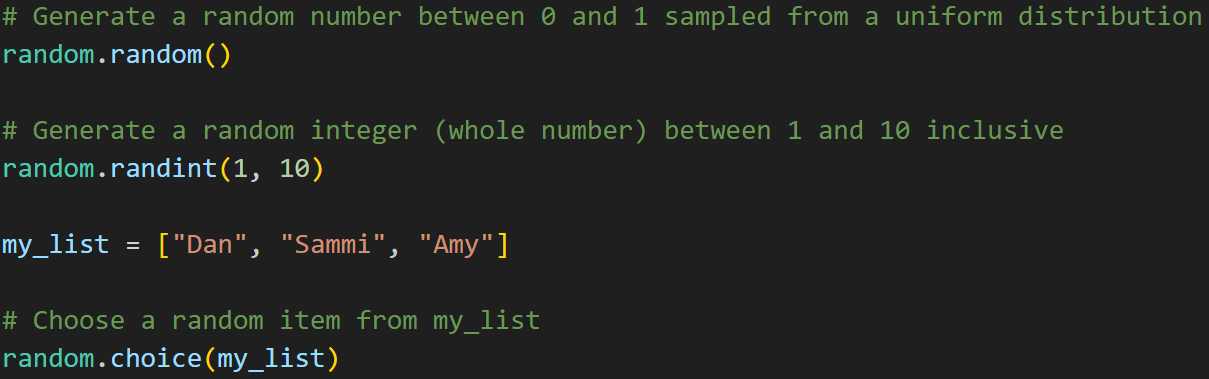 # Generate a random number between 0 and 1 sampled from a uniform distribution
random.random()
# Generate a random integer (whole number) between 1 and 10 inclusive
random.randint(1, 10)
my_list = ["Dan", "Sammi", "Amy"]
# Choose a random item from my_list
random.choice(my_list)